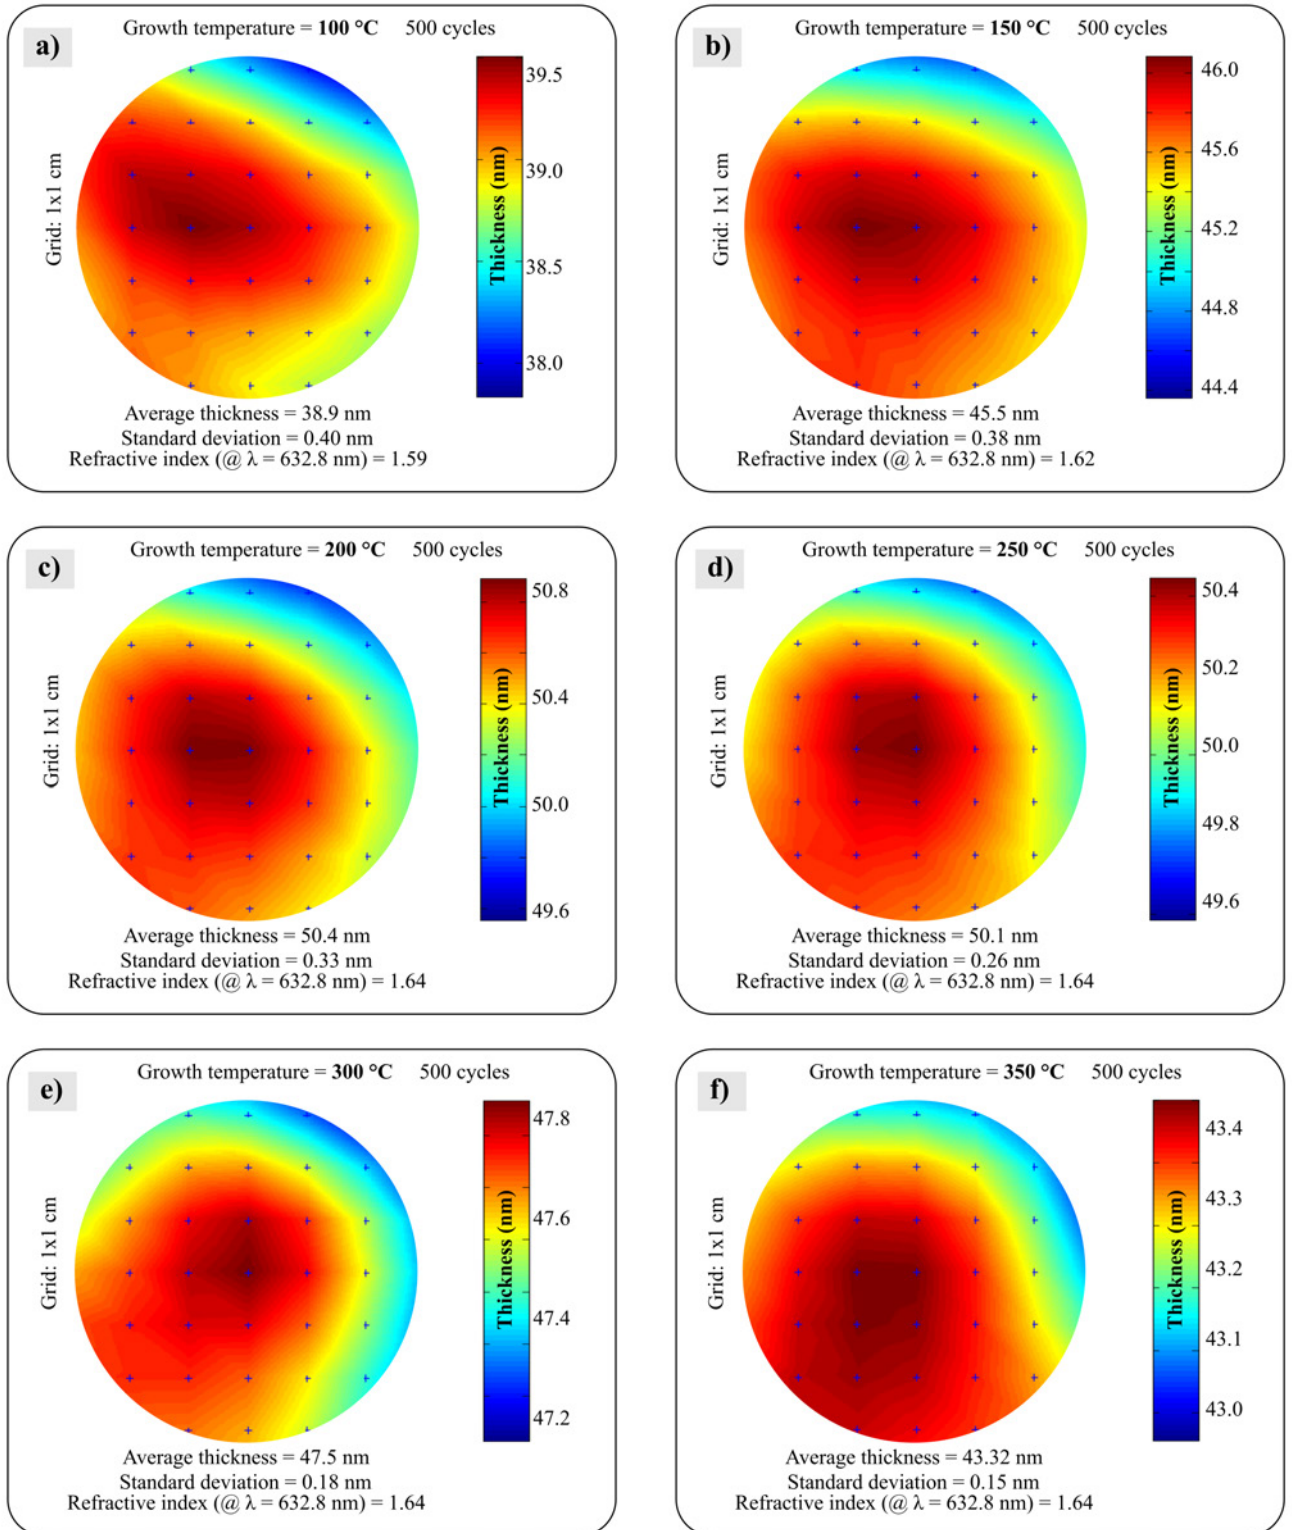 a)
Growth temperature = 100 °C 500 cycles
Grid: 1x1 cm
Thickness (nm)
39.5
39.0
38.5
38.0
Average thickness = 38.9 nm
Standard deviation = 0.40 nm
Refractive index (@ λ = 632.8 nm) = 1.59
b)
Growth temperature = 150 °C 500 cycles
Grid: 1x1 cm
Thickness (nm)
46.0
45.6
45.2
44.8
44.4
Average thickness = 45.5 nm
Standard deviation = 0.38 nm
Refractive index (@ λ = 632.8 nm) = 1.62
c)
Growth temperature = 200 °C 500 cycles
Grid: 1x1 cm
Thickness (nm)
50.8
50.4
50.0
49.6
Average thickness = 50.4 nm
Standard deviation = 0.33 nm
Refractive index (@ λ = 632.8 nm) = 1.64
d)
Growth temperature = 250 °C 500 cycles
Grid: 1x1 cm
Thickness (nm)
50.4
50.2
50.0
49.8
49.6
Average thickness = 50.1 nm
Standard deviation = 0.26 nm
Refractive index (@ λ = 632.8 nm) = 1.64
e)
Growth temperature = 300 °C 500 cycles
Grid: 1x1 cm
Thickness (nm)
47.8
47.6
47.4
47.2
Average thickness = 47.5 nm
Standard deviation = 0.18 nm
Refractive index (@ λ = 632.8 nm) = 1.64
f)
Growth temperature = 350 °C 500 cycles
Grid: 1x1 cm
Thickness (nm)
43.4
43.3
43.2
43.1
43.0
Average thickness = 43.32 nm
Standard deviation = 0.15 nm
Refractive index (@ λ = 632.8 nm) = 1.64